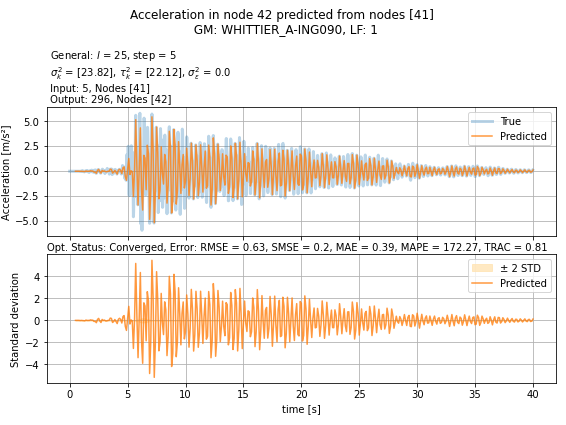 Acceleration in node 42 predicted from nodes [41]
GM: WHITTIER_A-ING090, LF: 1
General: l = 25, step = 5
σ²ₖ = [23.82], τ²ₖ = [22.12], σ²ε = 0.0
Input: 5, Nodes [41]
Output: 296, Nodes [42]
Acceleration [m/s²]
5.0
2.5
0.0
−2.5
−5.0
True
Predicted
Opt. Status: Converged, Error: RMSE = 0.63, SMSE = 0.2, MAE = 0.39, MAPE = 172.27, TRAC = 0.81
Standard deviation
4
2
0
−2
−4
± 2 STD
Predicted
0 5 10 15 20 25 30 35 40
time [s]